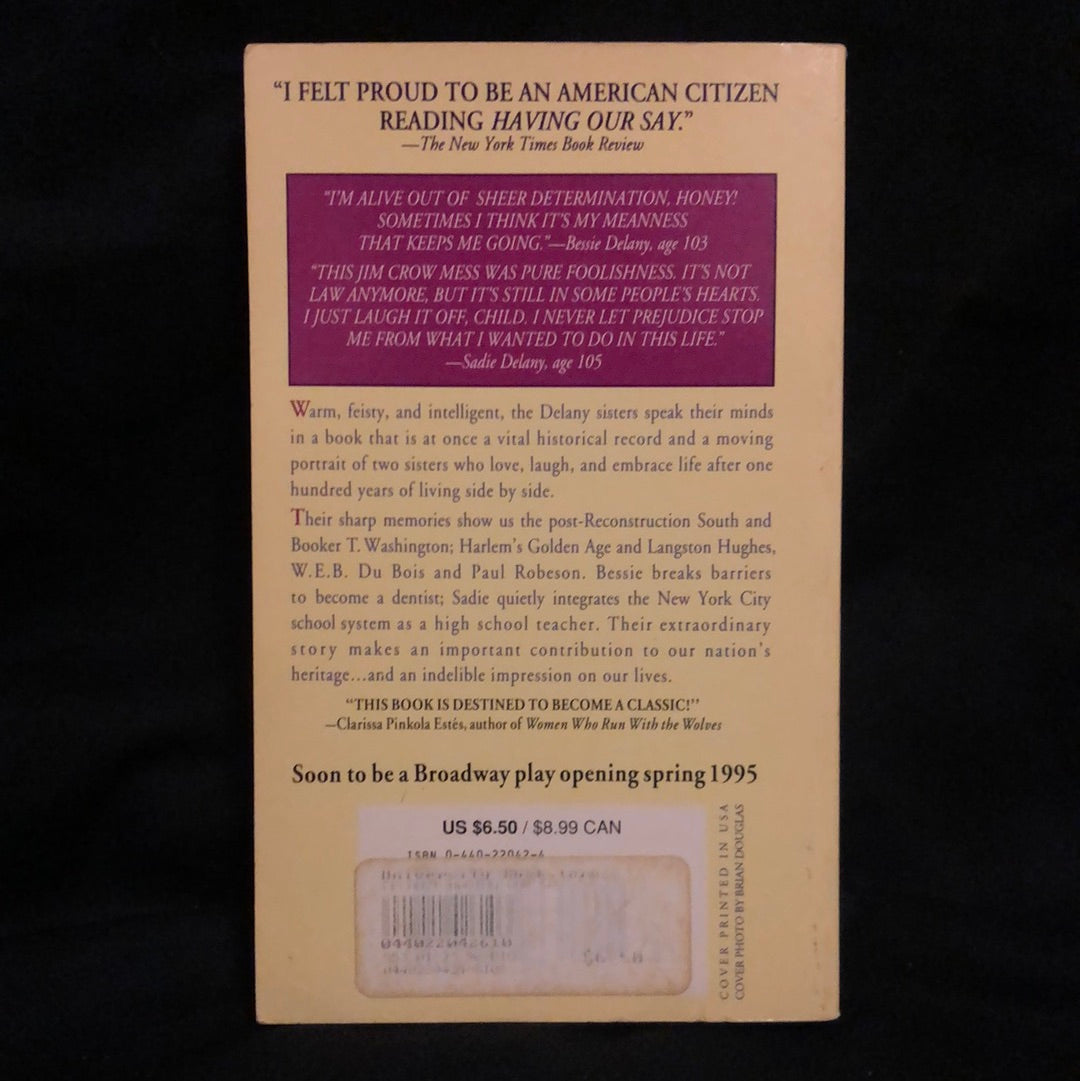 “I FELT PROUD TO BE AN AMERICAN CITIZEN
READING HAVING OUR SAY.”
—The New York Times Book Review
“I’M ALIVE OUT OF SHEER DETERMINATION, HONEY!
SOMETIMES I THINK IT’S MY MEANNESS
THAT KEEPS ME GOING.”—Bessie Delany, age 103
“THIS JIM CROW MESS WAS PURE FOOLISHNESS. IT’S NOT
LAW ANYMORE, BUT IT’S STILL IN SOME PEOPLE’S HEARTS.
I JUST LAUGH IT OFF, CHILD. I NEVER LET PREJUDICE STOP
ME FROM WHAT I WANTED TO DO IN THIS LIFE.”
—Sadie Delany, age 105
Warm, feisty, and intelligent, the Delany sisters speak their minds
in a book that is at once a vital historical record and a moving
portrait of two sisters who love, laugh, and embrace life after one
hundred years of living side by side.
Their sharp memories show us the post-Reconstruction South and
Booker T. Washington; Harlem’s Golden Age and Langston Hughes,
W.E.B. Du Bois and Paul Robeson. Bessie breaks barriers
to become a dentist; Sadie quietly integrates the New York City
school system as a high school teacher. Their extraordinary
story makes an important contribution to our nation’s
heritage...and an indelible impression on our lives.
“THIS BOOK IS DESTINED TO BECOME A CLASSIC!”
—Clarissa Pinkola Estés, author of Women Who Run With the Wolves
Soon to be a Broadway play opening spring 1995
US $6.50 / $8.99 CAN
ISBN 0-440-22042-6
University Book
COVER PRINTED IN USA
COVER PHOTO BY BRIAN DOUGLAS